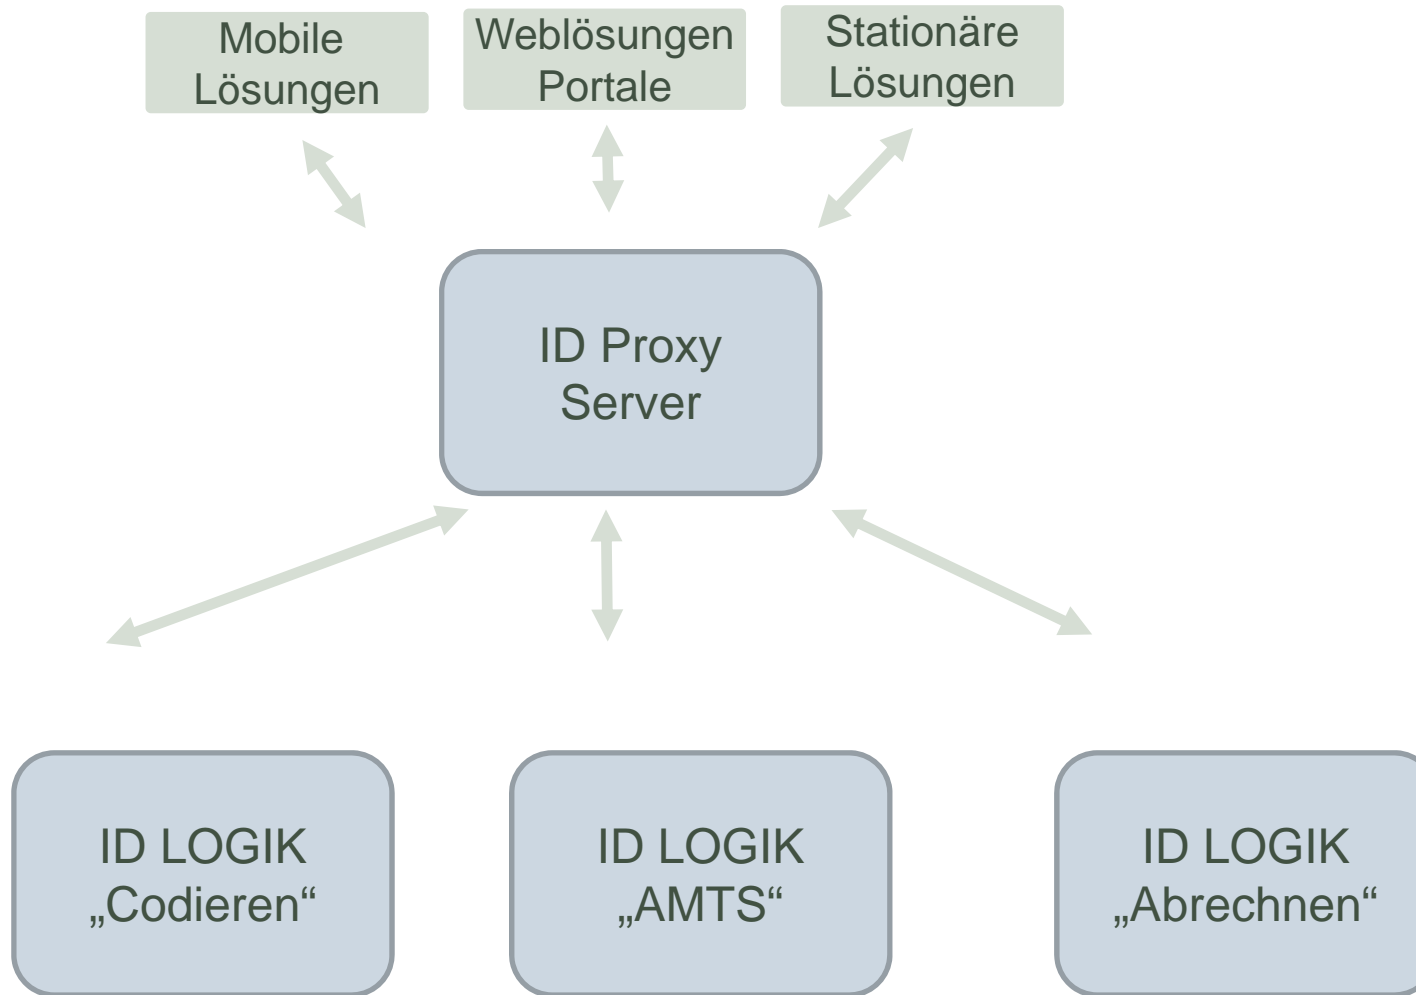 Mobile
Lösungen
Weblösungen
Portale
Stationäre
Lösungen
ID Proxy
Server
ID LOGIK
„Codieren“
ID LOGIK
„AMTS“
ID LOGIK
„Abrechnen“